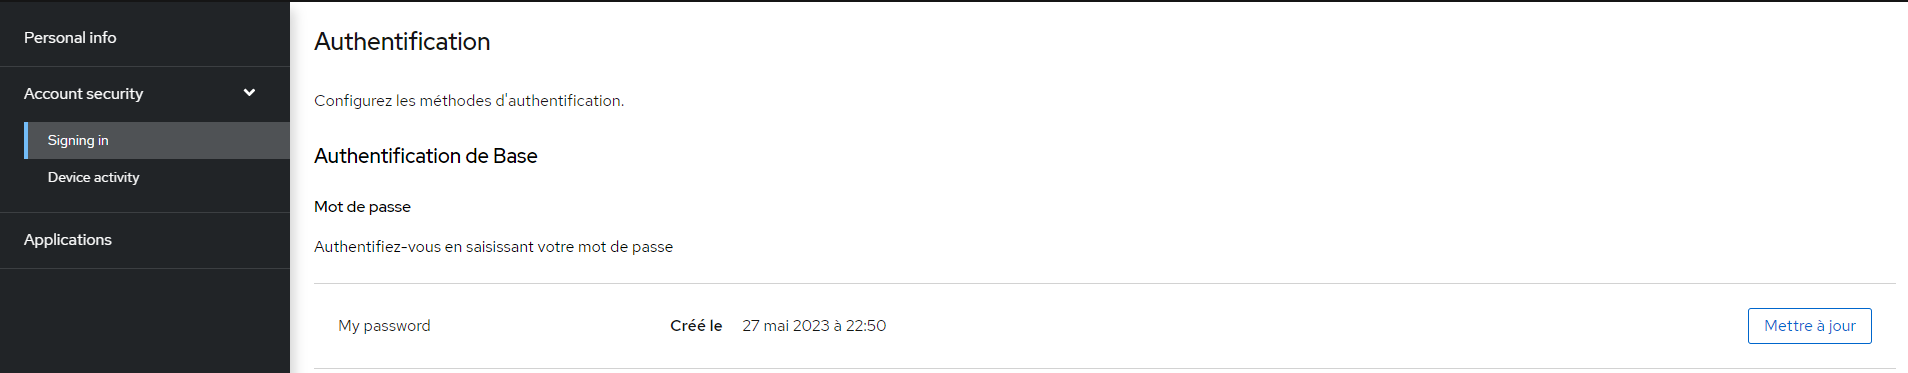 Personal info
Account security
Signing in
Device activity
Applications
Authentification
Configurez les méthodes d'authentification.
Authentification de Base
Mot de passe
Authentifiez-vous en saisissant votre mot de passe
My password Créé le 27 mai 2023 à 22:50 Mettre à jour